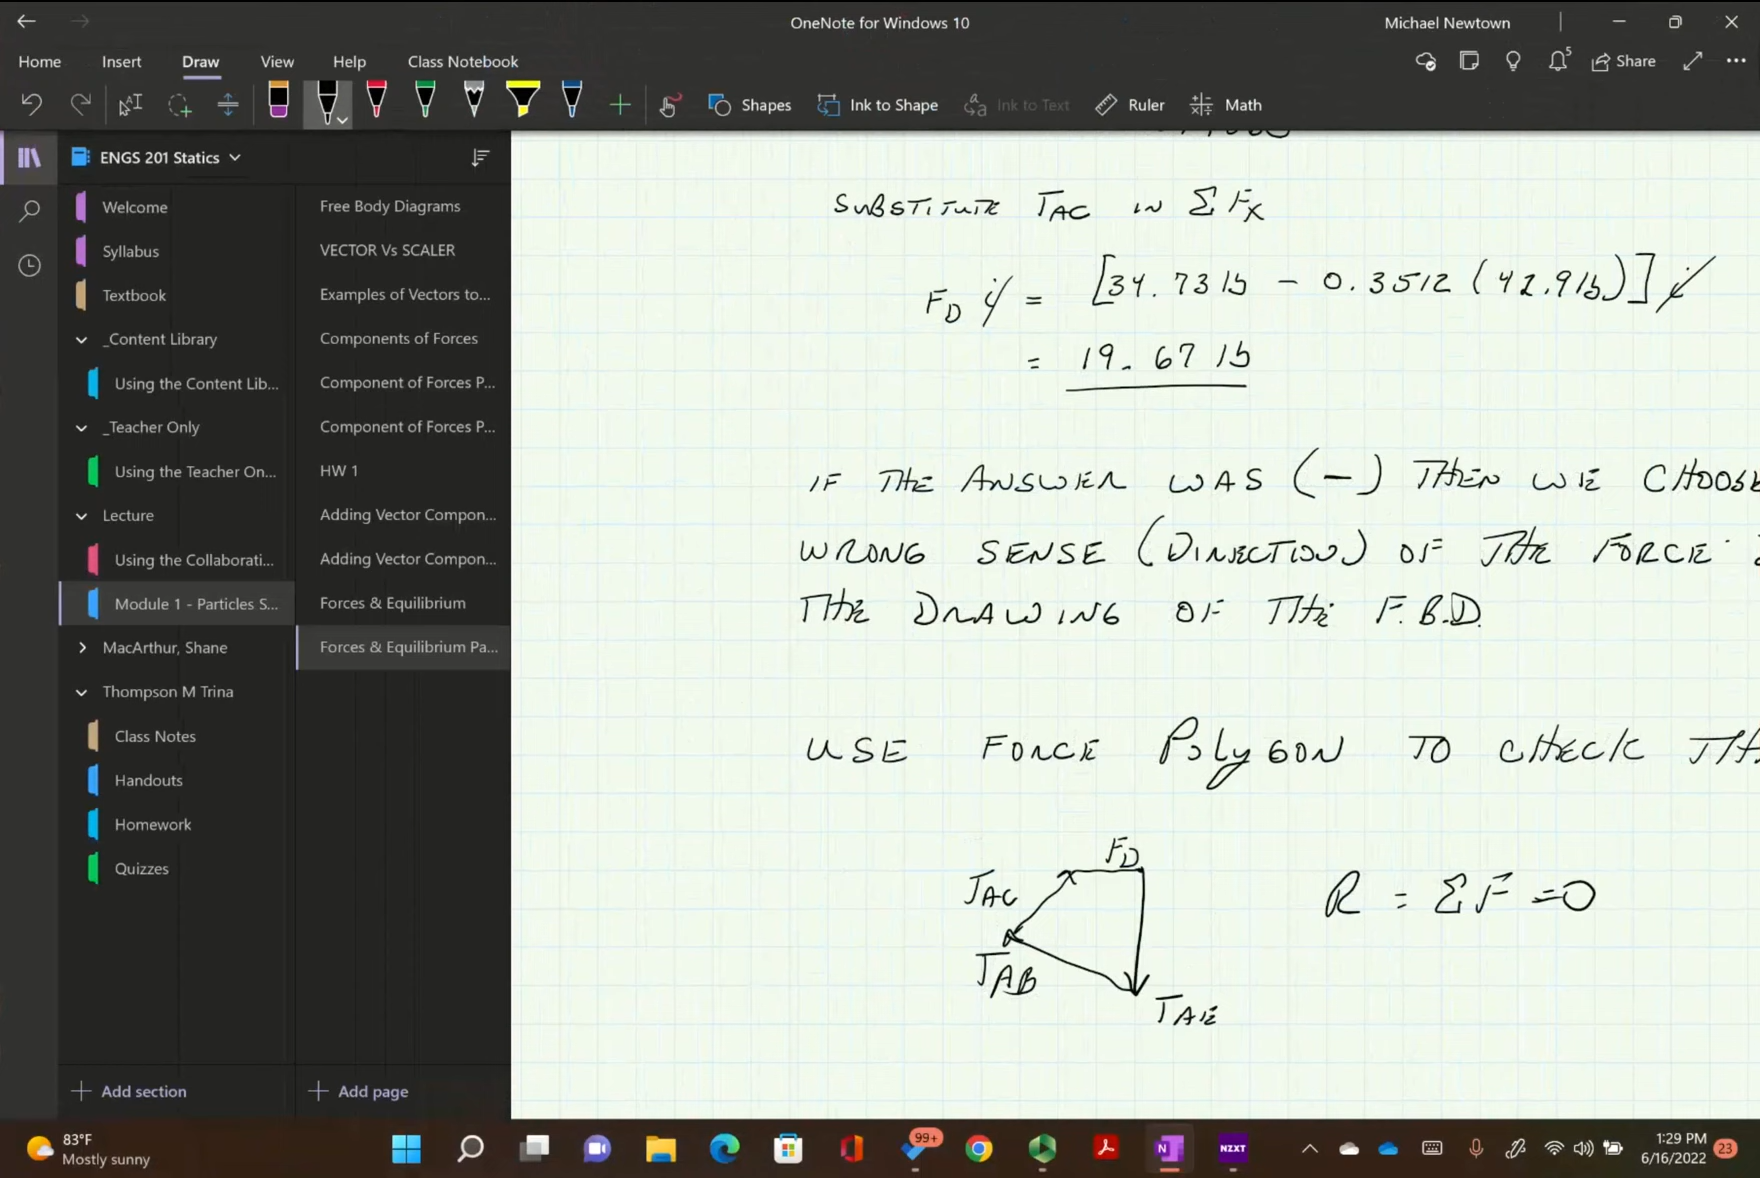 OneNote for Windows 10
Michael Newtown
Home Insert Draw View Help Class Notebook
5
Share
Shapes Ink to Shape Ink to Text Ruler Math
ENGS 201 Statics
Welcome
Syllabus
Textbook
_Content Library
Using the Content Lib...
_Teacher Only
Using the Teacher On...
Lecture
Using the Collaborati...
Module 1 - Particles S...
MacArthur, Shane
Thompson M Trina
Class Notes
Handouts
Homework
Quizzes
Add section
Free Body Diagrams
VECTOR Vs SCALER
Examples of Vectors to...
Components of Forces
Component of Forces P...
Component of Forces P...
HW 1
Adding Vector Compon...
Adding Vector Compon...
Forces & Equilibrium
Forces & Equilibrium Pa...
Add page
SUBSTITUTE TAC IN Σ FX
FD i = [34.73 lb - 0.3512 (42.9 lb)] i
= 19.67 lb
IF THE ANSWER WAS (-) THEN WE CHOOSE
WRONG SENSE (DIRECTION) OF THE FORCE
THE DRAWING OF THE F.B.D.
USE FORCE POLYGON TO CHECK
FD
TAC
R = ΣF = 0
TAB
TAE
83°F
Mostly sunny
99+
NZXT
1:29 PM
6/16/2022
23